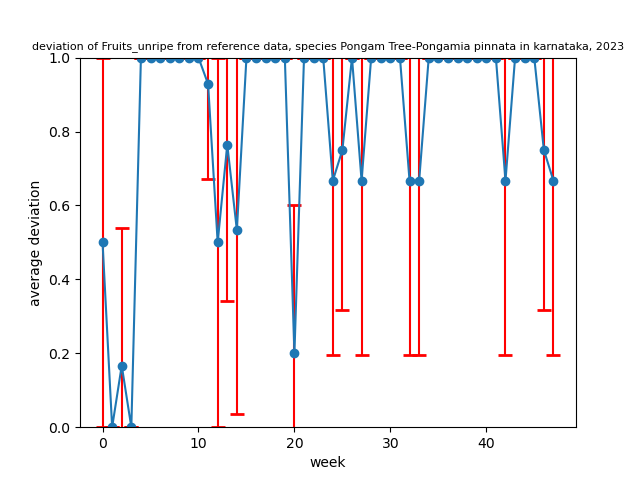 deviation of Fruits_unripe from reference data, species Pongam Tree-Pongamia pinnata in karnataka, 2023
1.0
0.8
0.6
0.4
0.2
0.0
average deviation
0 10 20 30 40
week